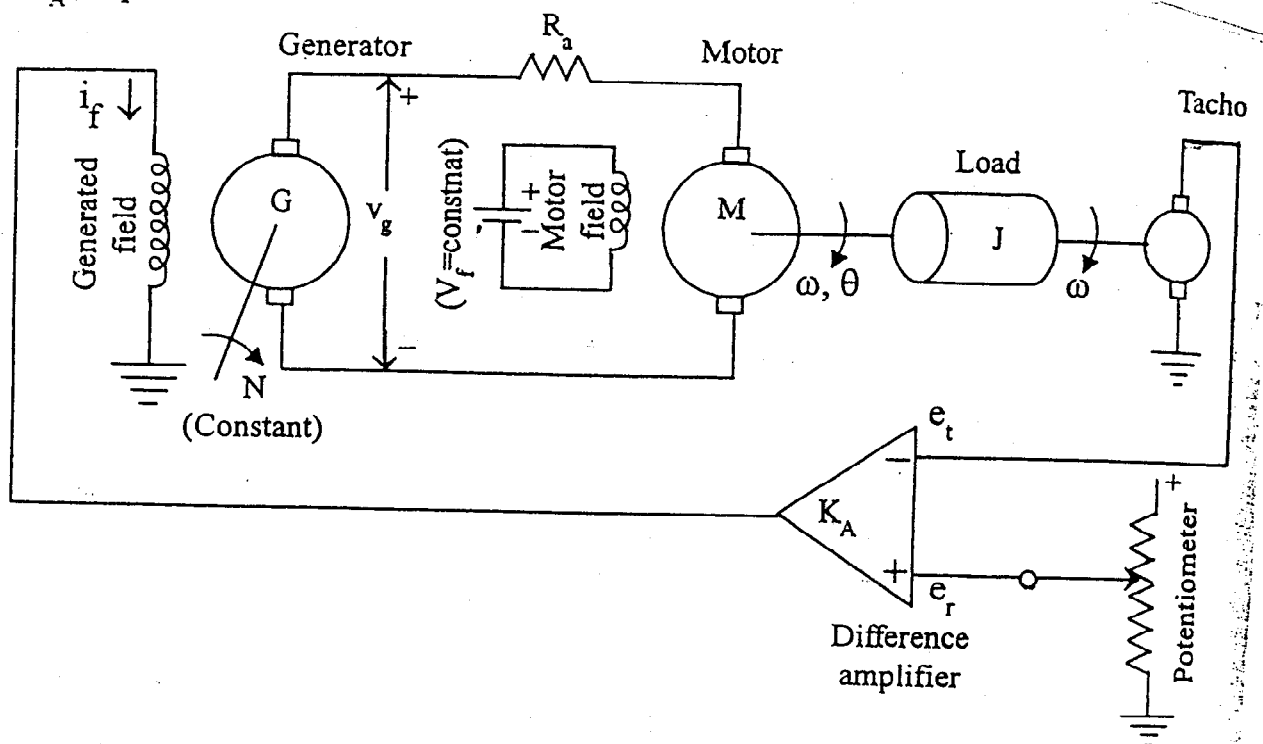 Generator
R_a
Motor
i_f
Generated
field
G
+
v_g
−
N
(Constant)
(V_f=constnat)
+
−
Motor
field
M
ω, θ
Load
J
ω
Tacho
e_t
−
K_A
+
e_r
Difference
amplifier
+
Potentiometer